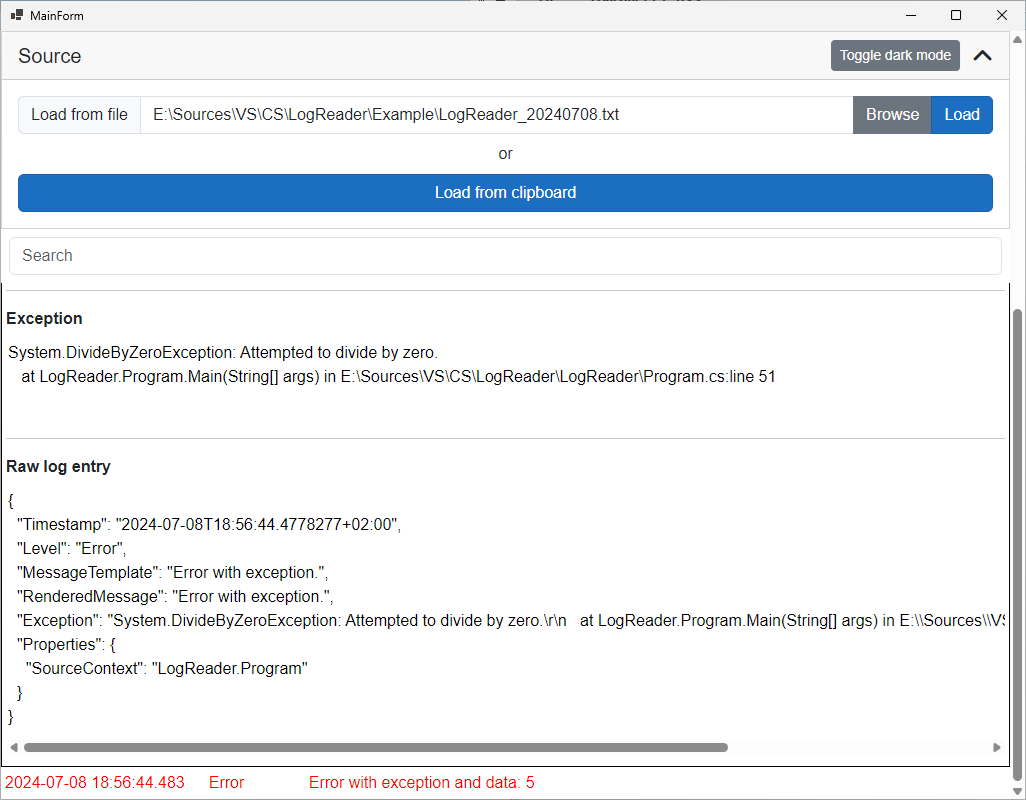 MainForm
Source
Toggle dark mode
Load from file
E:\Sources\VS\CS\LogReader\Example\LogReader_20240708.txt
Browse
Load
or
Load from clipboard
Search
Exception
System.DivideByZeroException: Attempted to divide by zero.
   at LogReader.Program.Main(String[] args) in E:\Sources\VS\CS\LogReader\LogReader\Program.cs:line 51
Raw log entry
{
  "Timestamp": "2024-07-08T18:56:44.4778277+02:00",
  "Level": "Error",
  "MessageTemplate": "Error with exception.",
  "RenderedMessage": "Error with exception.",
  "Exception": "System.DivideByZeroException: Attempted to divide by zero.\r\n   at LogReader.Program.Main(String[] args) in E:\\Sources\\VS
  "Properties": {
    "SourceContext": "LogReader.Program"
  }
}
2024-07-08 18:56:44.483 Error Error with exception and data: 5